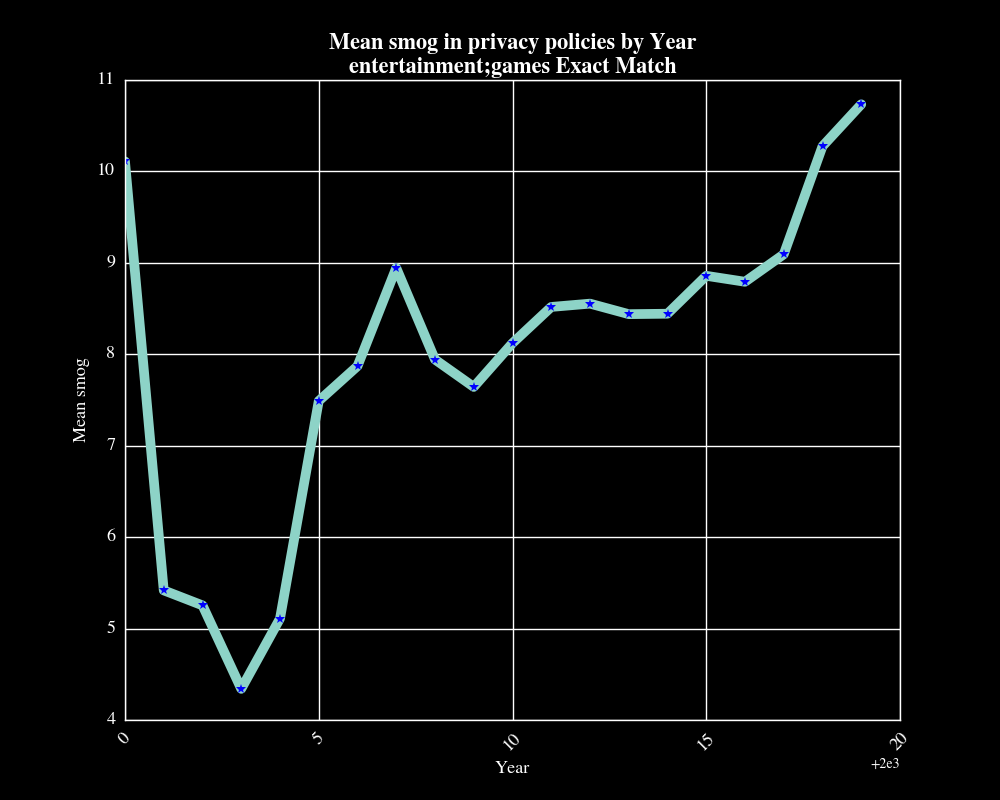 Mean smog in privacy policies by Year
entertainment;games Exact Match
11
10
9
8
7
6
5
4
Mean smog
0
5
10
15
20
Year
+2e3